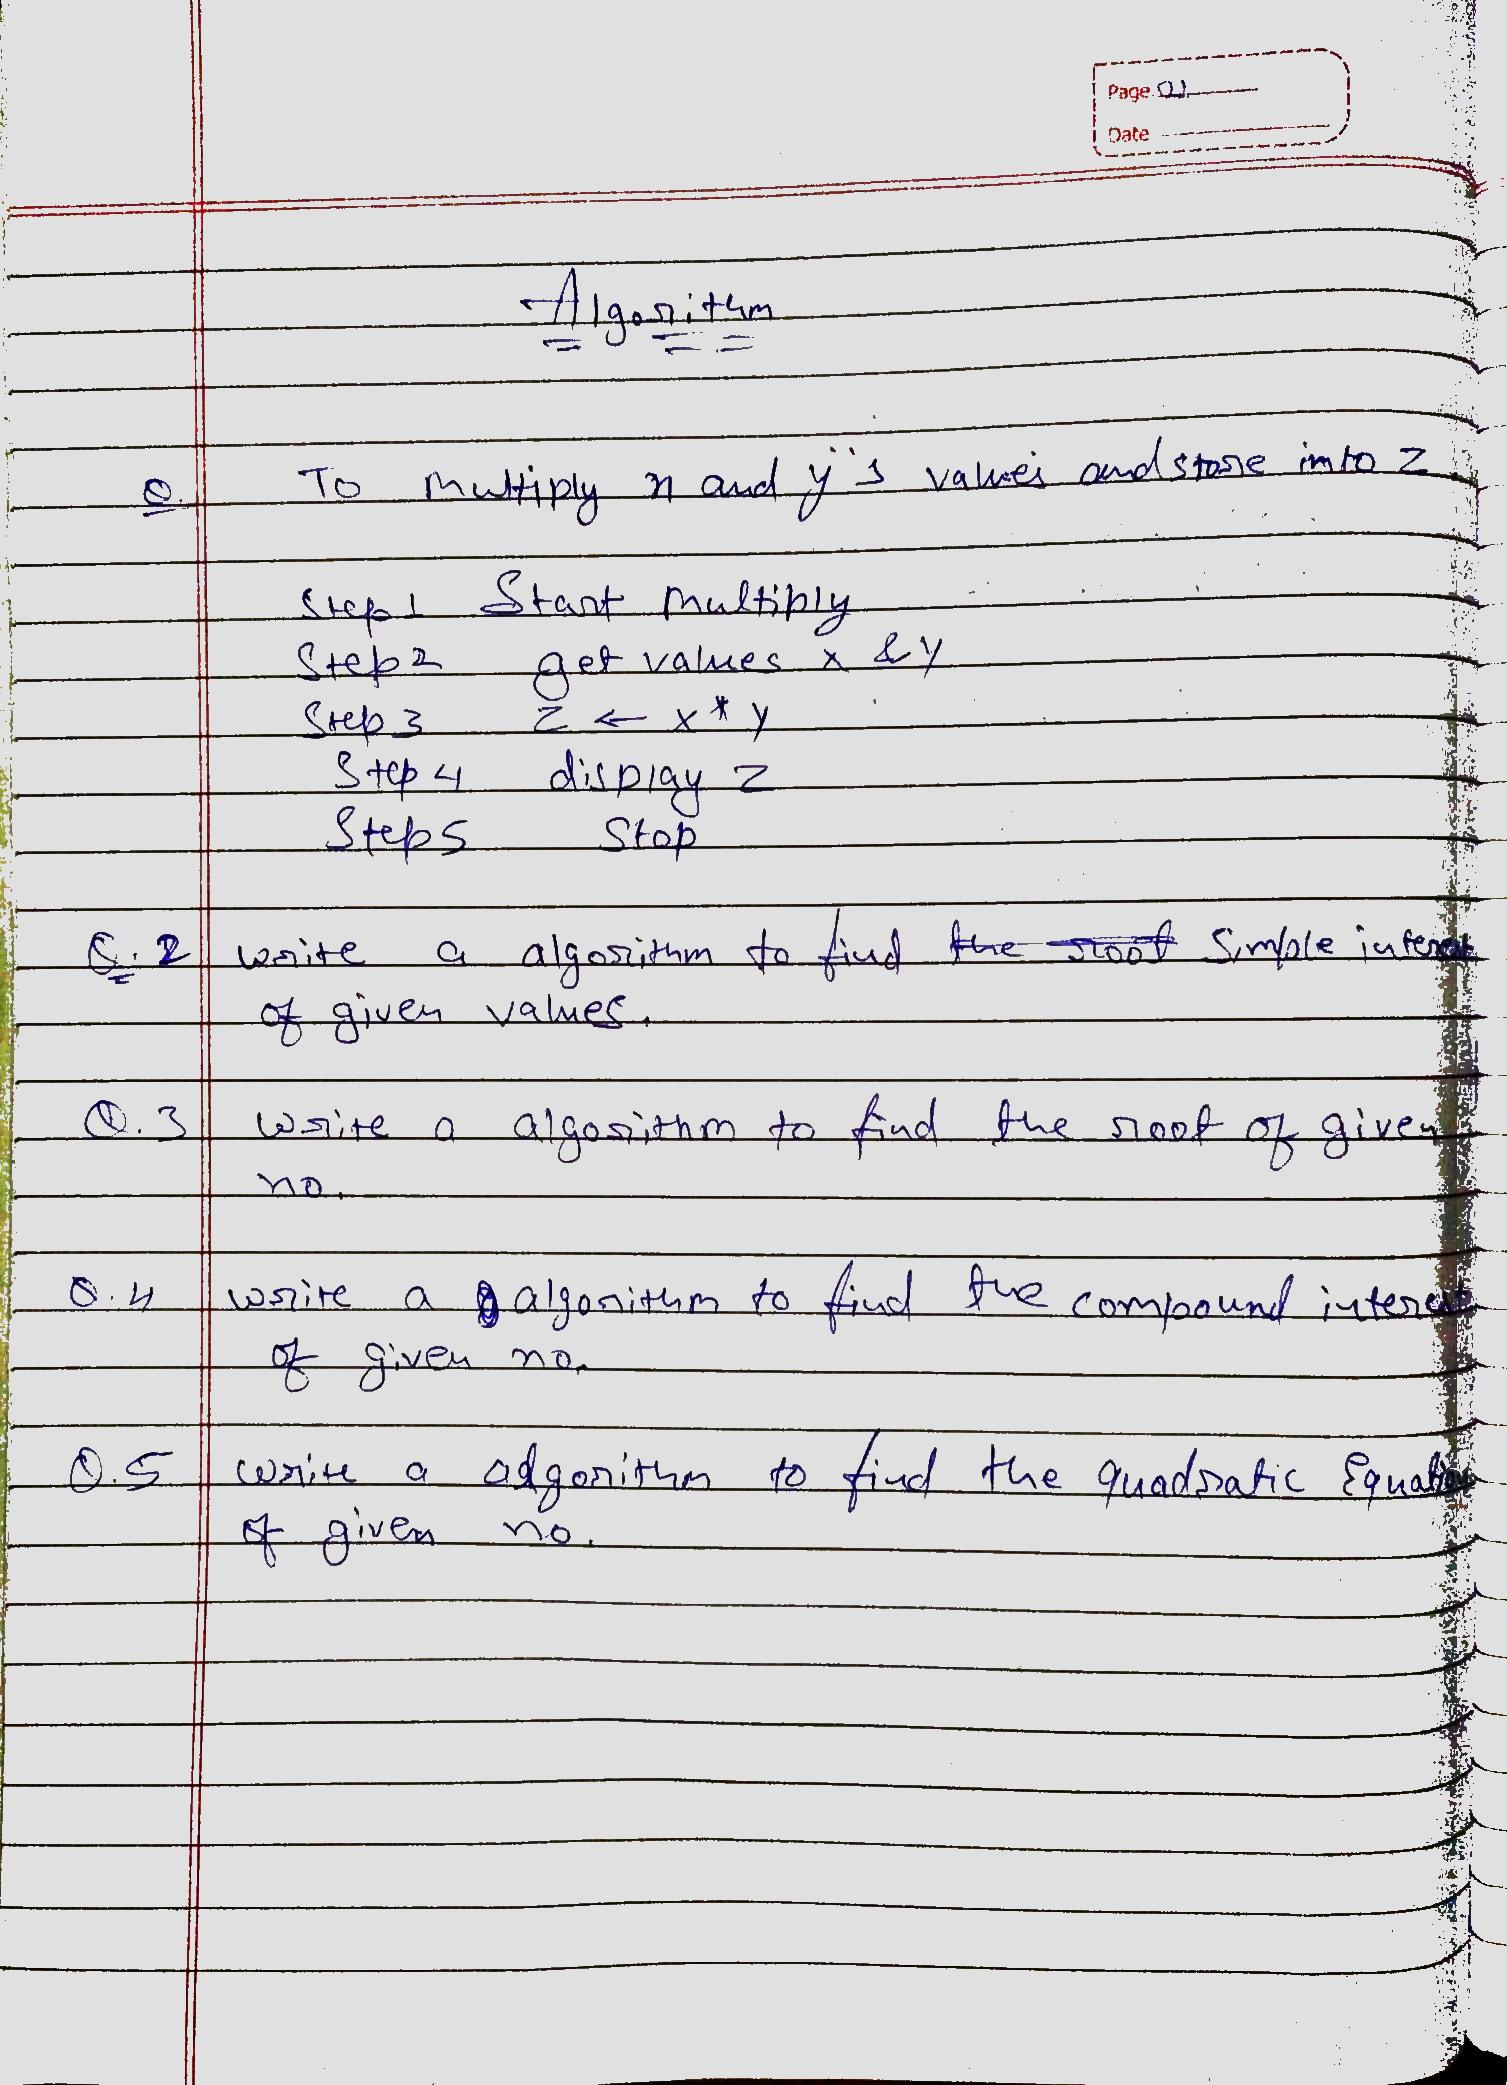 Page 01
Date
Algorithm
Q. To multiply x and y's values and store into z
Step 1 Start multiply
Step 2 get values x & y
Step 3 z ← x * y
Step 4 display z
Step 5 Stop
Q.2 write a algorithm to find the root simple interest
of given values.
Q.3 write a algorithm to find the root of given
no.
Q.4 write a algorithm to find the compound interest
of given no.
Q.5 write a algorithm to find the quadratic Equation
of given no.